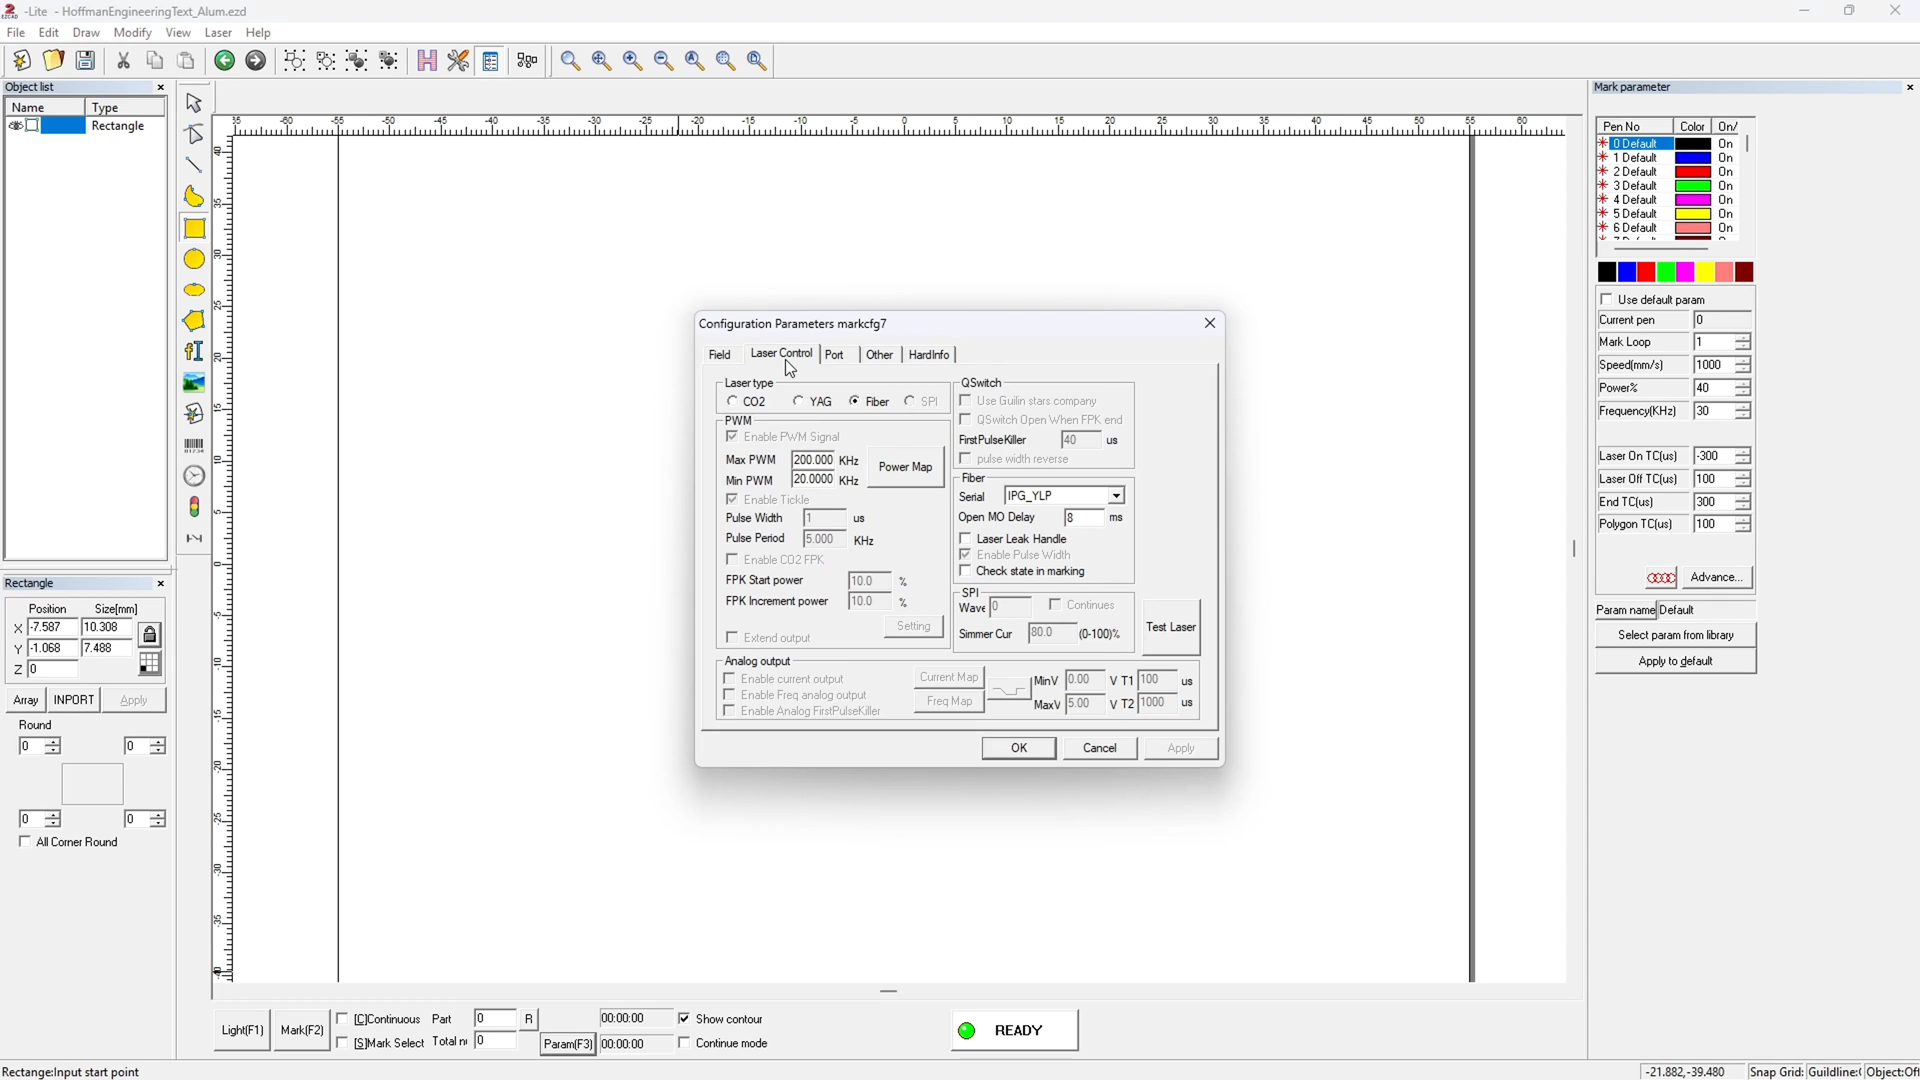 -Lite - HoffmanEngineeringText_Alum.ezd
File Edit Draw Modify View Laser Help
Object list
Name Type
Rectangle
Configuration Parameters markcfg7
Field Laser Control Port Other HardInfo
Laser type
CO2 YAG Fiber SPI
PWM
Enable PWM Signal
Max PWM 200.000 KHz
Min PWM 20.0000 KHz
Power Map
Enable Tickle
Pulse Width 1 us
Pulse Period 5.000 KHz
Enable CO2 FPK
FPK Start power 10.0 %
FPK Increment power 10.0 %
Setting
Extend output
QSwitch
Use Guilin stars company
QSwitch Open When FPK end
FirstPulseKiller 40 us
pulse width reverse
Fiber
Serial IPG_YLP
Open MO Delay 8 ms
Laser Leak Handle
Enable Pulse Width
Check state in marking
SPI
Wave 0 Continues
Simmer Cur 80.0 (0-100)%
Test Laser
Analog output
Enable current output
Enable Freq analog output
Enable Analog FirstPulseKiller
Current Map
Freq Map
MinV 0.00 V T1 100 us
MaxV 5.00 V T2 1000 us
OK Cancel Apply
Rectangle
Position Size[mm]
X -7.587 10.308
Y -1.068 7.488
Z 0
Array INPORT Apply
Round
0 0
0 0
All Corner Round
Mark parameter
Pen No Color On/
0 Default On
1 Default On
2 Default On
3 Default On
4 Default On
5 Default On
6 Default On
Use default param
Current pen 0
Mark Loop 1
Speed(mm/s) 1000
Power% 40
Frequency(KHz) 30
Laser On TC(us) -300
Laser Off TC(us) 100
End TC(us) 300
Polygon TC(us) 100
Advance...
Param name Default
Select param from library
Apply to default
Light(F1) Mark(F2)
[C]Continuous Part 0 R
[S]Mark Select Total nu 0
Param(F3)
00:00:00
00:00:00
Show contour
Continue mode
READY
Rectangle:Input start point
-21.882,-39.480 Snap Grid: Guildline:( Object:Off